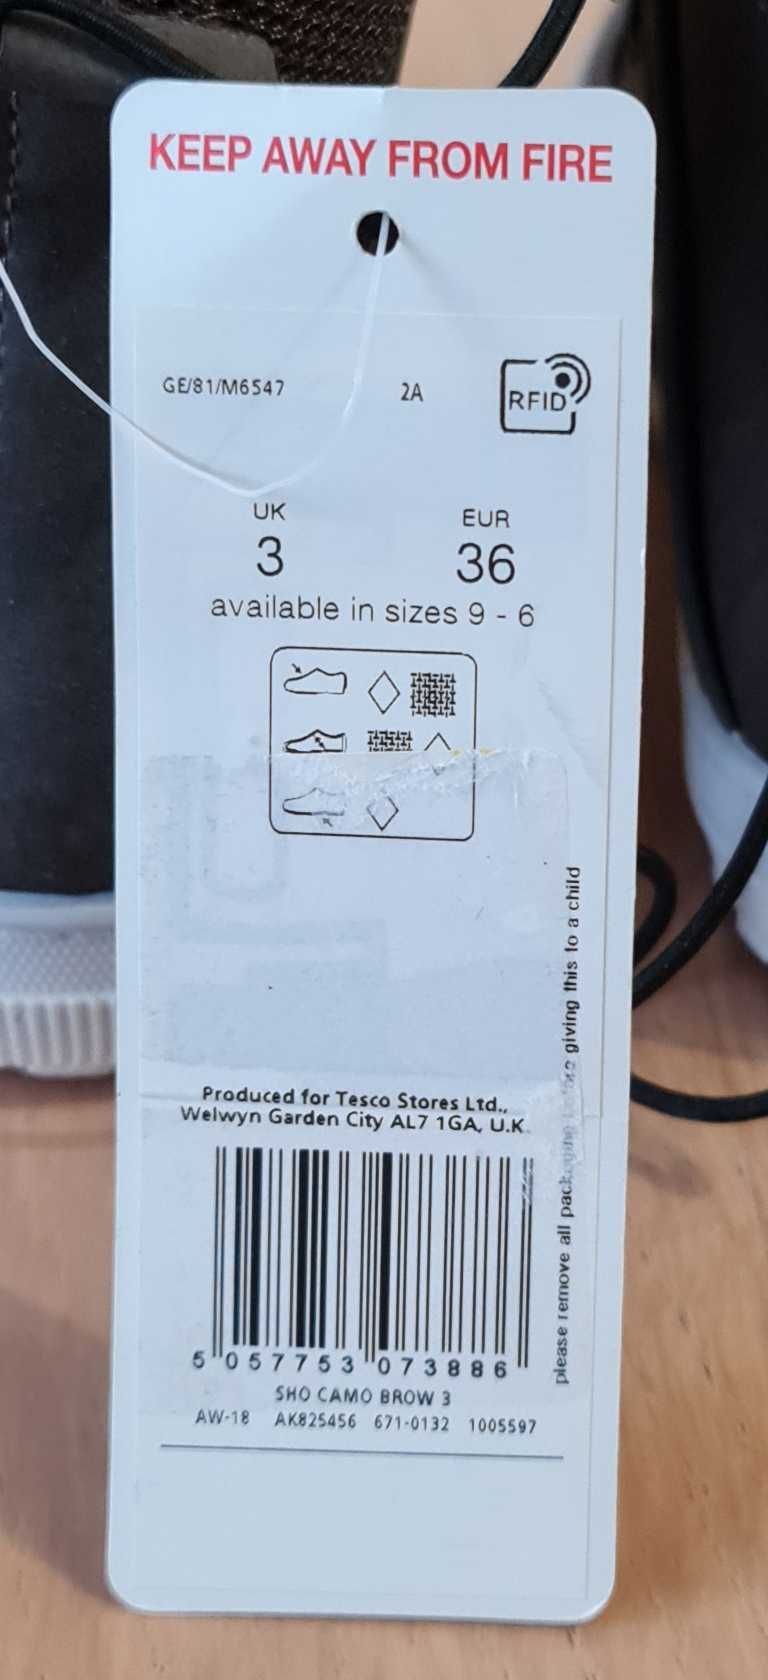 KEEP AWAY FROM FIRE
GE/81/M6547 2A RFID
UK EUR
3 36
available in sizes 9 - 6
please remove all packaging before giving this to a child
Produced for Tesco Stores Ltd.,
Welwyn Garden City AL7 1GA, U.K.
5 057753 073886
SHO CAMO BROW 3
AW-18 AK825456 671-0132 1005597